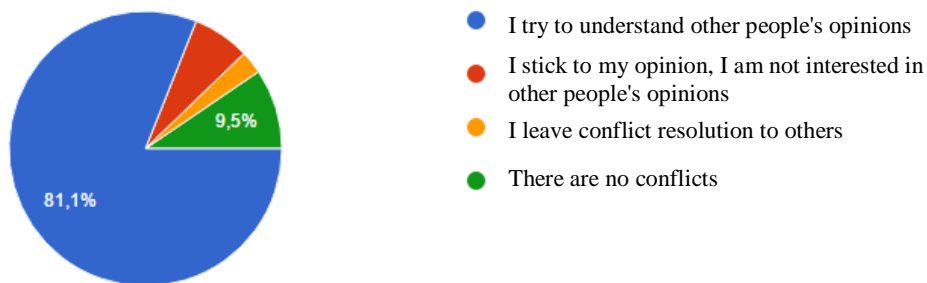 9,5%
81,1%
I try to understand other people's opinions
I stick to my opinion, I am not interested in
other people's opinions
I leave conflict resolution to others
There are no conflicts